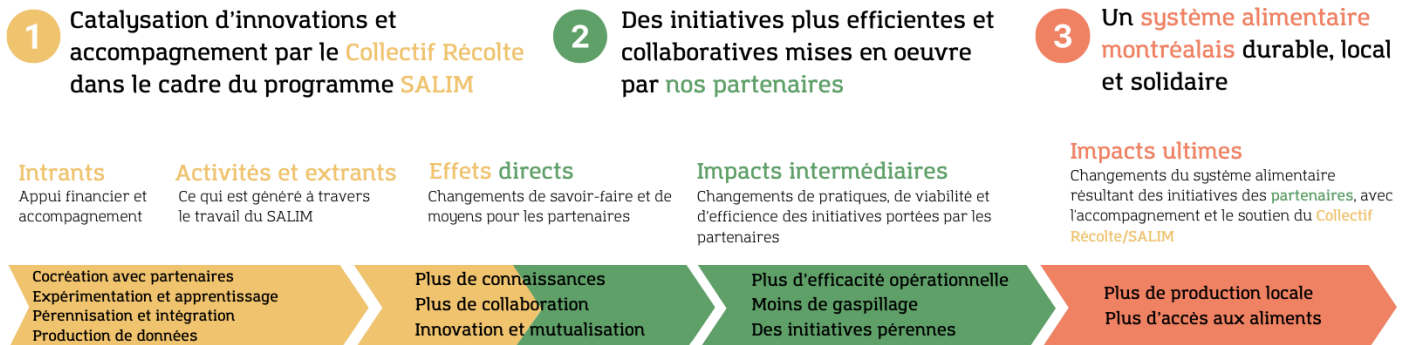 1
Catalysation d'innovations et
accompagnement par le Collectif Récolte
dans le cadre du programme SALIM
2
Des initiatives plus efficientes et
collaboratives mises en oeuvre
par nos partenaires
3
Un système alimentaire
montréalais durable, local
et solidaire
Intrants
Appui financier et
accompagnement
Activités et extrants
Ce qui est généré à travers
le travail du SALIM
Effets directs
Changements de savoir-faire et de
moyens pour les partenaires
Impacts intermédiaires
Changements de pratiques, de viabilité et
d'efficience des initiatives portées par les
partenaires
Impacts ultimes
Changements du système alimentaire
résultant des initiatives des partenaires, avec
l'accompagnement et le soutien du Collectif
Récolte/SALIM
Cocréation avec partenaires
Expérimentation et apprentissage
Pérennisation et intégration
Production de données
Plus de connaissances
Plus de collaboration
Innovation et mutualisation
Plus d'efficacité opérationnelle
Moins de gaspillage
Des initiatives pérennes
Plus de production locale
Plus d'accès aux aliments